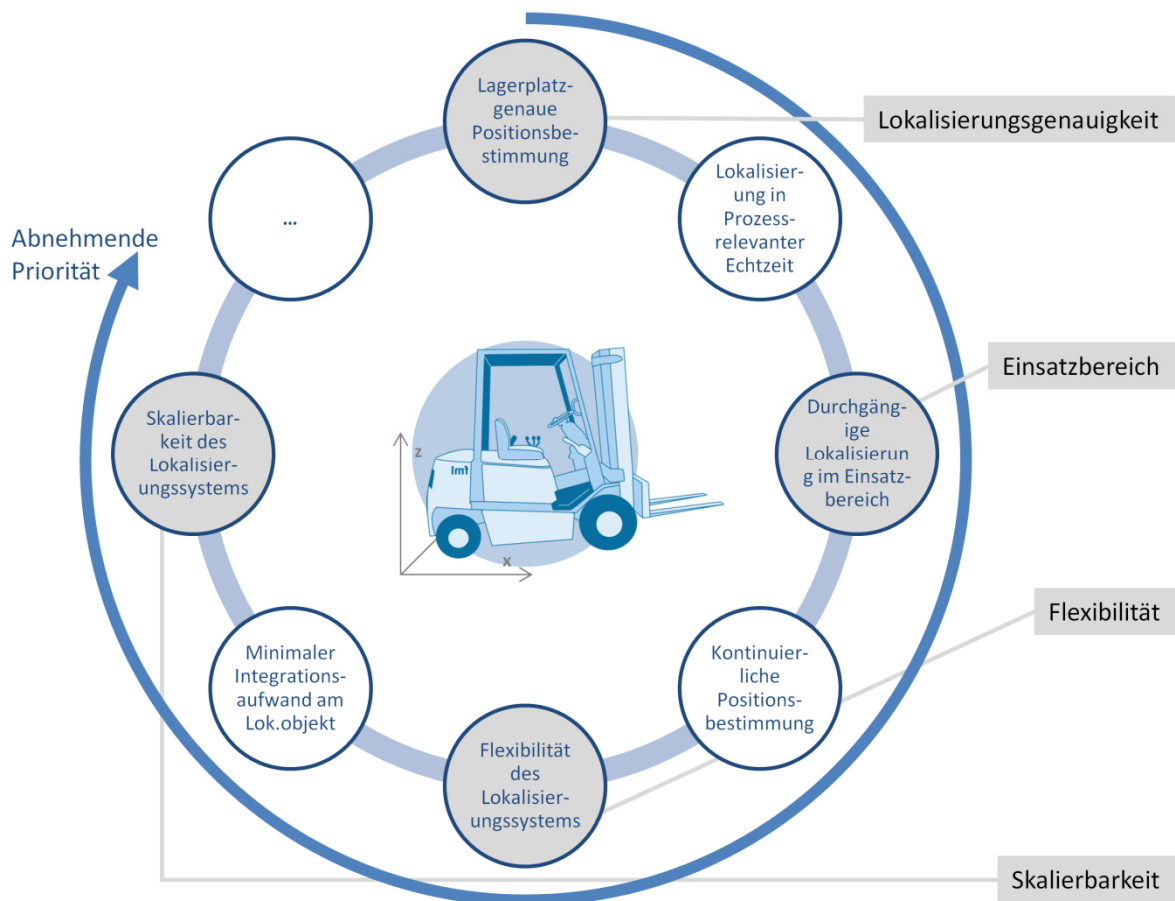 Lagerplatz-
genaue
Positionsbe-
stimmung
Lokalisierungsgenauigkeit
Lokalisier-
ung in
Prozess-
relevanter
Echtzeit
...
Abnehmende
Priorität
Einsatzbereich
Durchgäng-
ige
Lokalisierun
g im Einsatz-
bereich
Skalierbar-
keit des
Lokalisier-
ungssystems
z
lmt
x
Flexibilität
Kontinuier-
liche
Positions-
bestimmung
Minimaler
Integrations-
aufwand am
Lok.objekt
Flexibilität
des
Lokalisier-
ungssystems
Skalierbarkeit